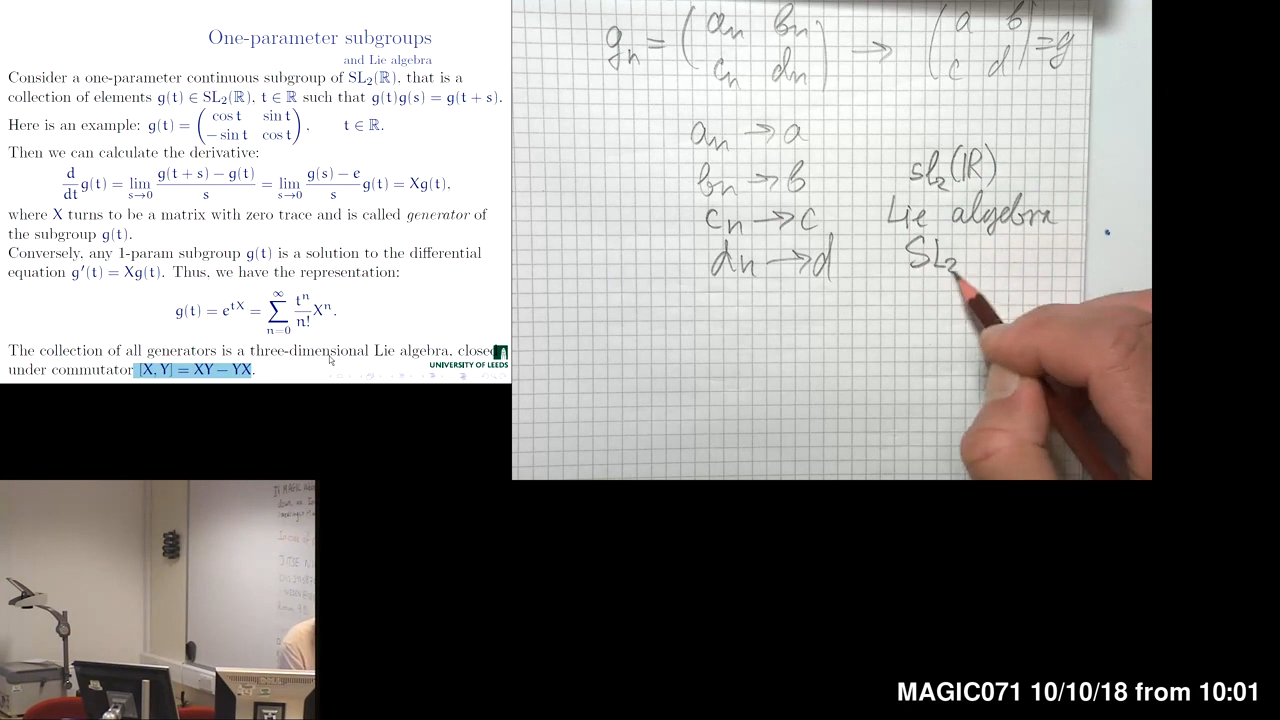 One-parameter subgroups
and Lie algebra
Consider a one-parameter continuous subgroup of SL₂(ℝ), that is a
collection of elements g(t) ∈ SL₂(ℝ), t ∈ ℝ such that g(t)g(s) = g(t + s).
Here is an example: g(t) = ( cos t sin t
− sin t cos t ) , t ∈ ℝ.
Then we can calculate the derivative:
d/dt g(t) = lim s→0 (g(t + s) − g(t))/s = lim s→0 (g(s) − e)/s g(t) = Xg(t),
where X turns to be a matrix with zero trace and is called generator of
the subgroup g(t).
Conversely, any 1-param subgroup g(t) is a solution to the differential
equation g′(t) = Xg(t). Thus, we have the representation:
g(t) = e^{tX} = ∑_{n=0}^{∞} tⁿ/n! Xⁿ.
The collection of all generators is a three-dimensional Lie algebra, closed
under commutator [X, Y] = XY − YX.
UNIVERSITY OF LEEDS
gₙ = ( aₙ bₙ
cₙ dₙ ) → ( a b
c d ) = g
aₙ → a
bₙ → b
cₙ → c
dₙ → d
sl₂(ℝ)
Lie algebra
SL₂
MAGIC071 10/10/18 from 10:01